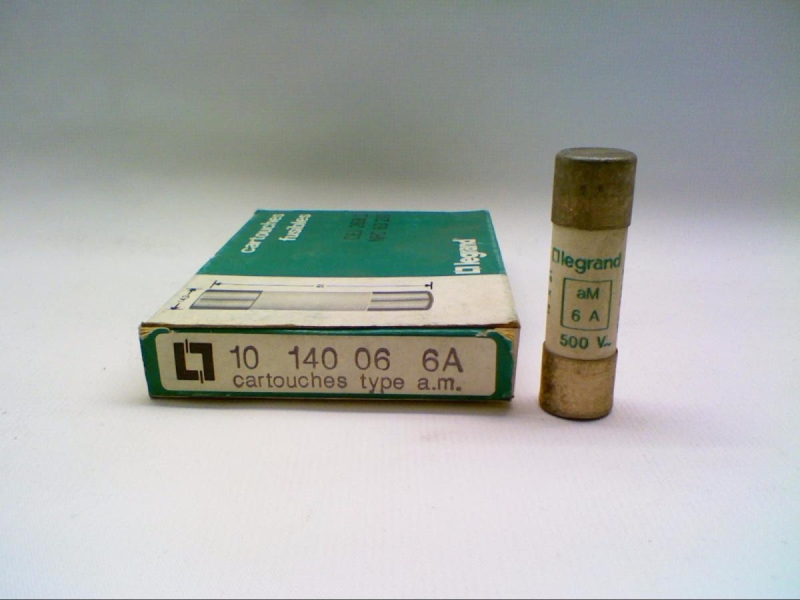 cartouches
fusibles
legrand
10 140 06 6A
cartouches type a.m.
legrand
aM
6 A
500 V~